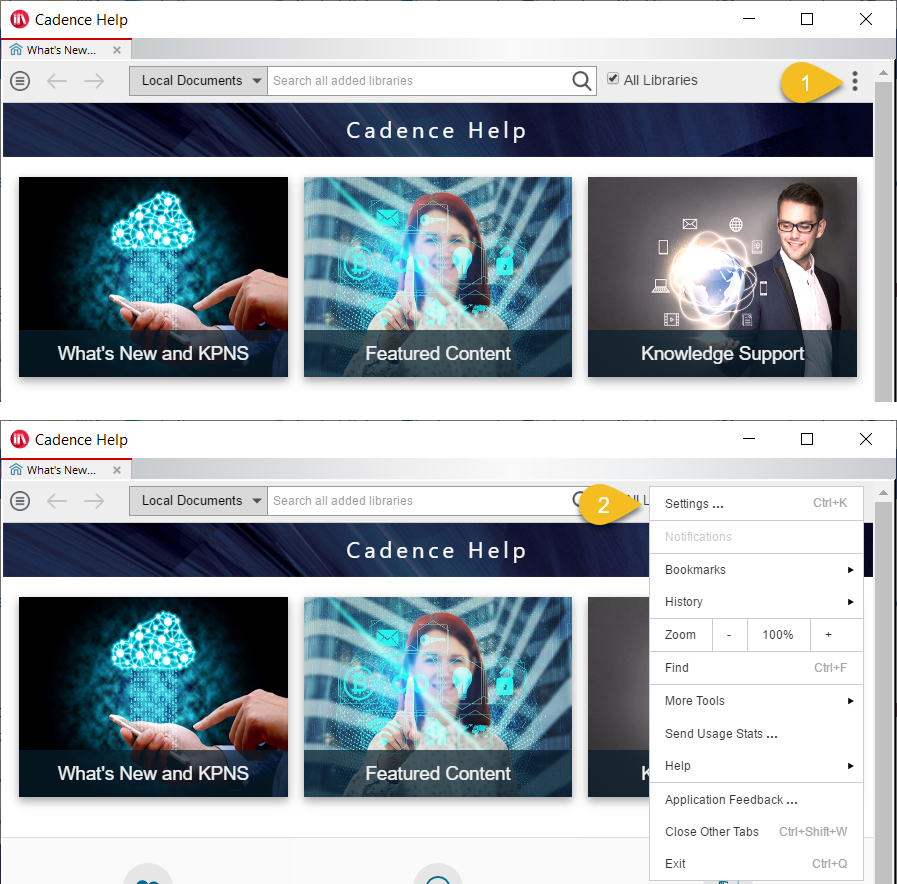 Cadence Help
What's New...
Local Documents Search all added libraries All Libraries 1
Cadence Help
What's New and KPNS Featured Content Knowledge Support
Cadence Help
What's New...
Local Documents Search all added libraries 2
Cadence Help
What's New and KPNS Featured Content K
Settings ... Ctrl+K
Notifications
Bookmarks
History
Zoom - 100% +
Find Ctrl+F
More Tools
Send Usage Stats ...
Help
Application Feedback ...
Close Other Tabs Ctrl+Shift+W
Exit Ctrl+Q